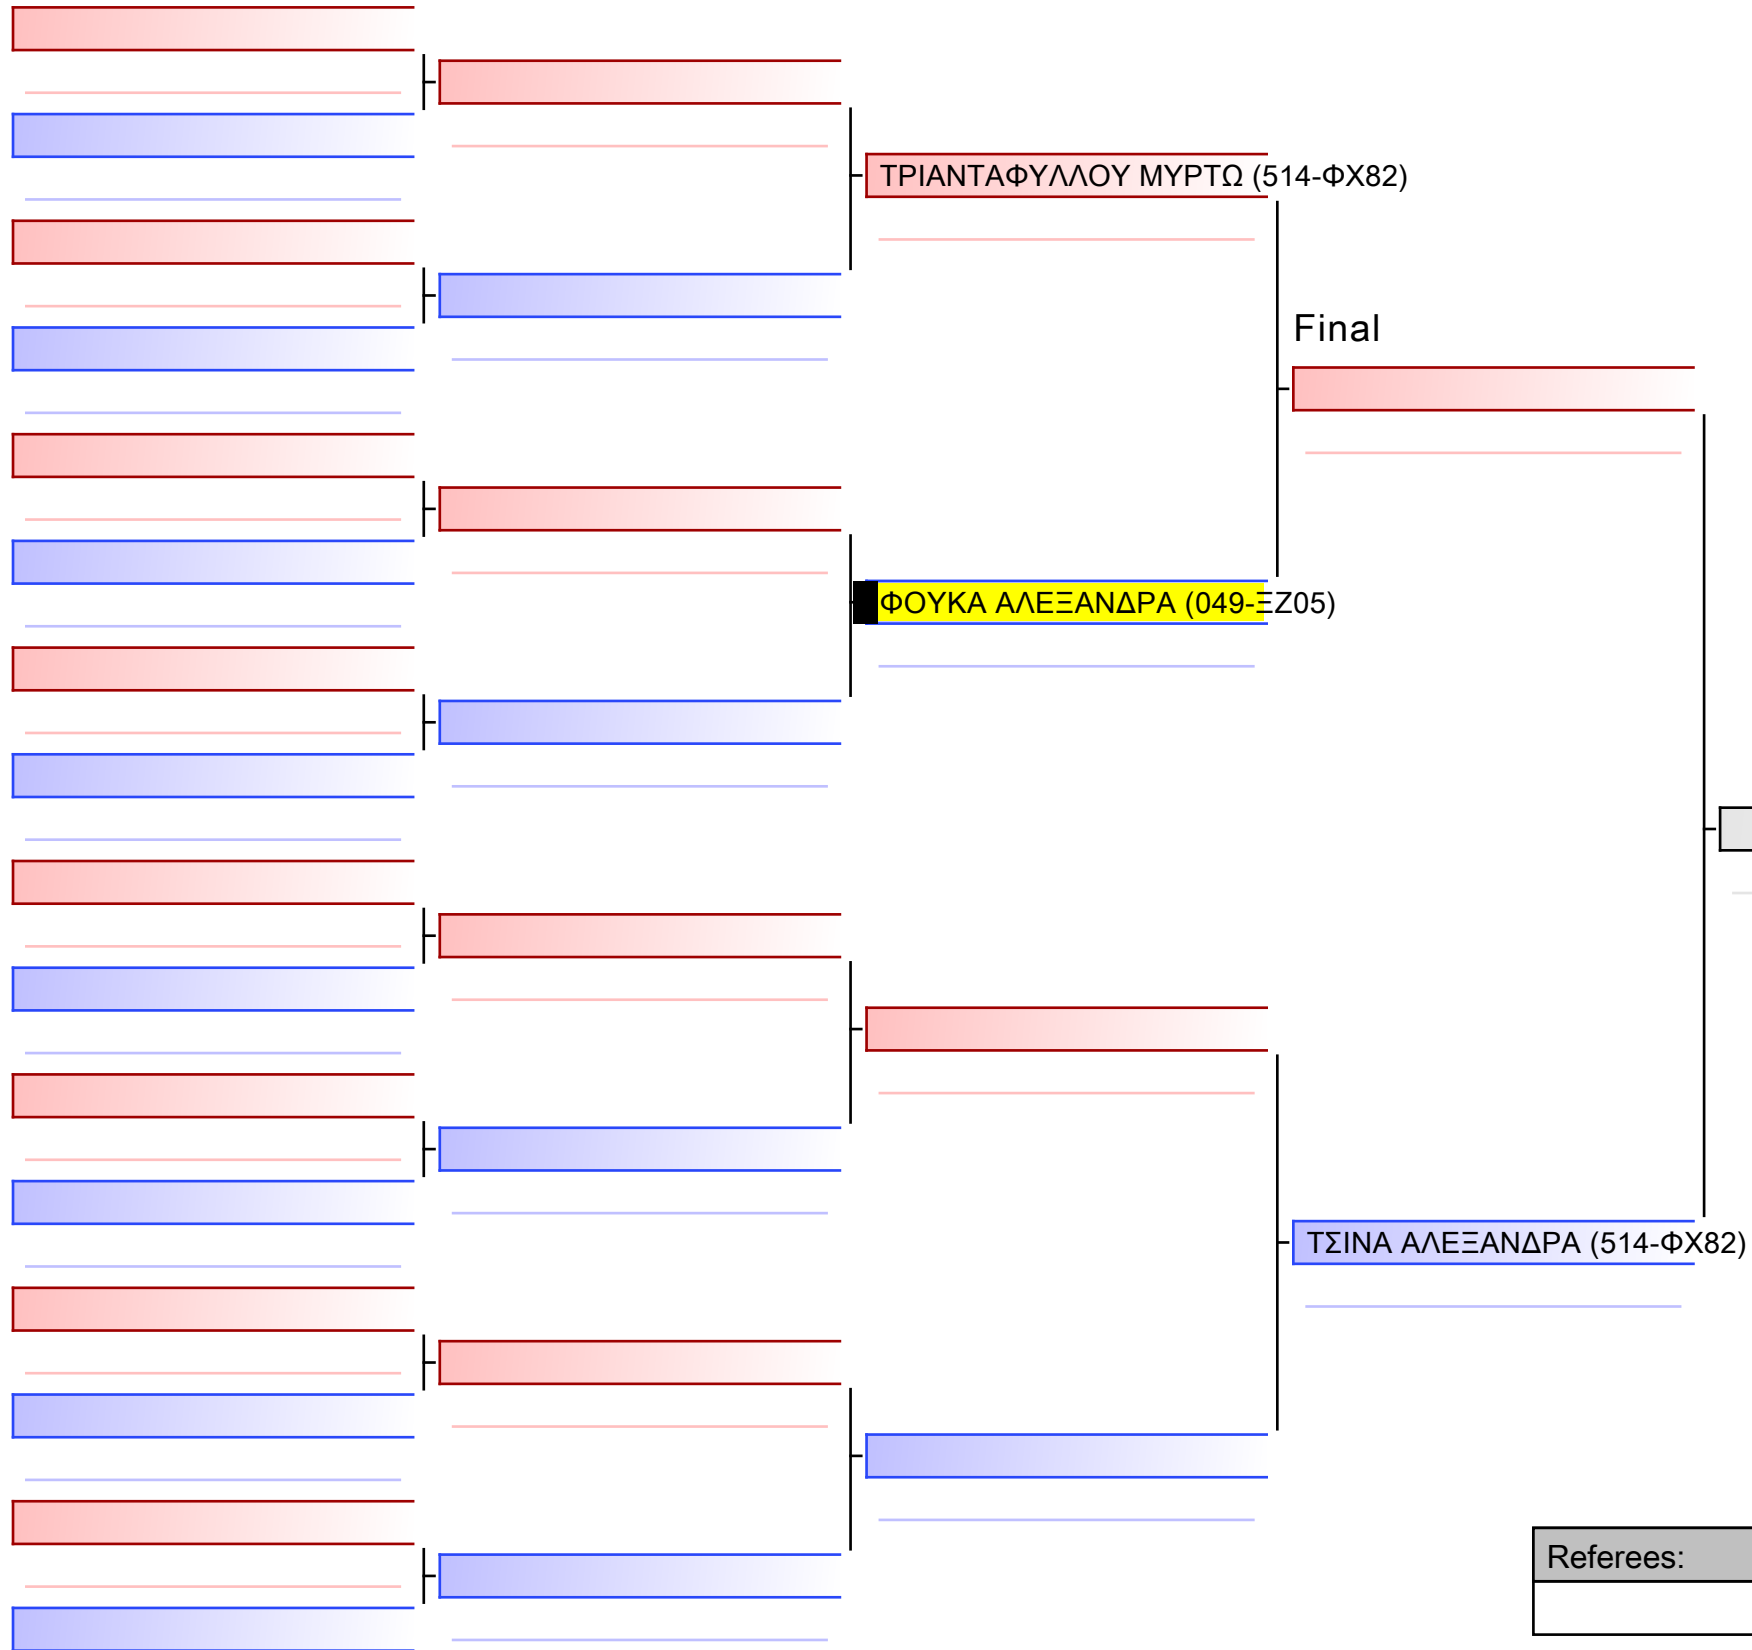 ΤΡΙΑΝΤΑΦΥΛΛΟΥ ΜΥΡΤΩ (514-ΦΧ82)
Final
ΦΟΥΚΑ ΑΛΕΞΑΝΔΡΑ (049-ΞΖ05)
ΤΣΙΝΑ ΑΛΕΞΑΝΔΡΑ (514-ΦΧ82)
Referees: